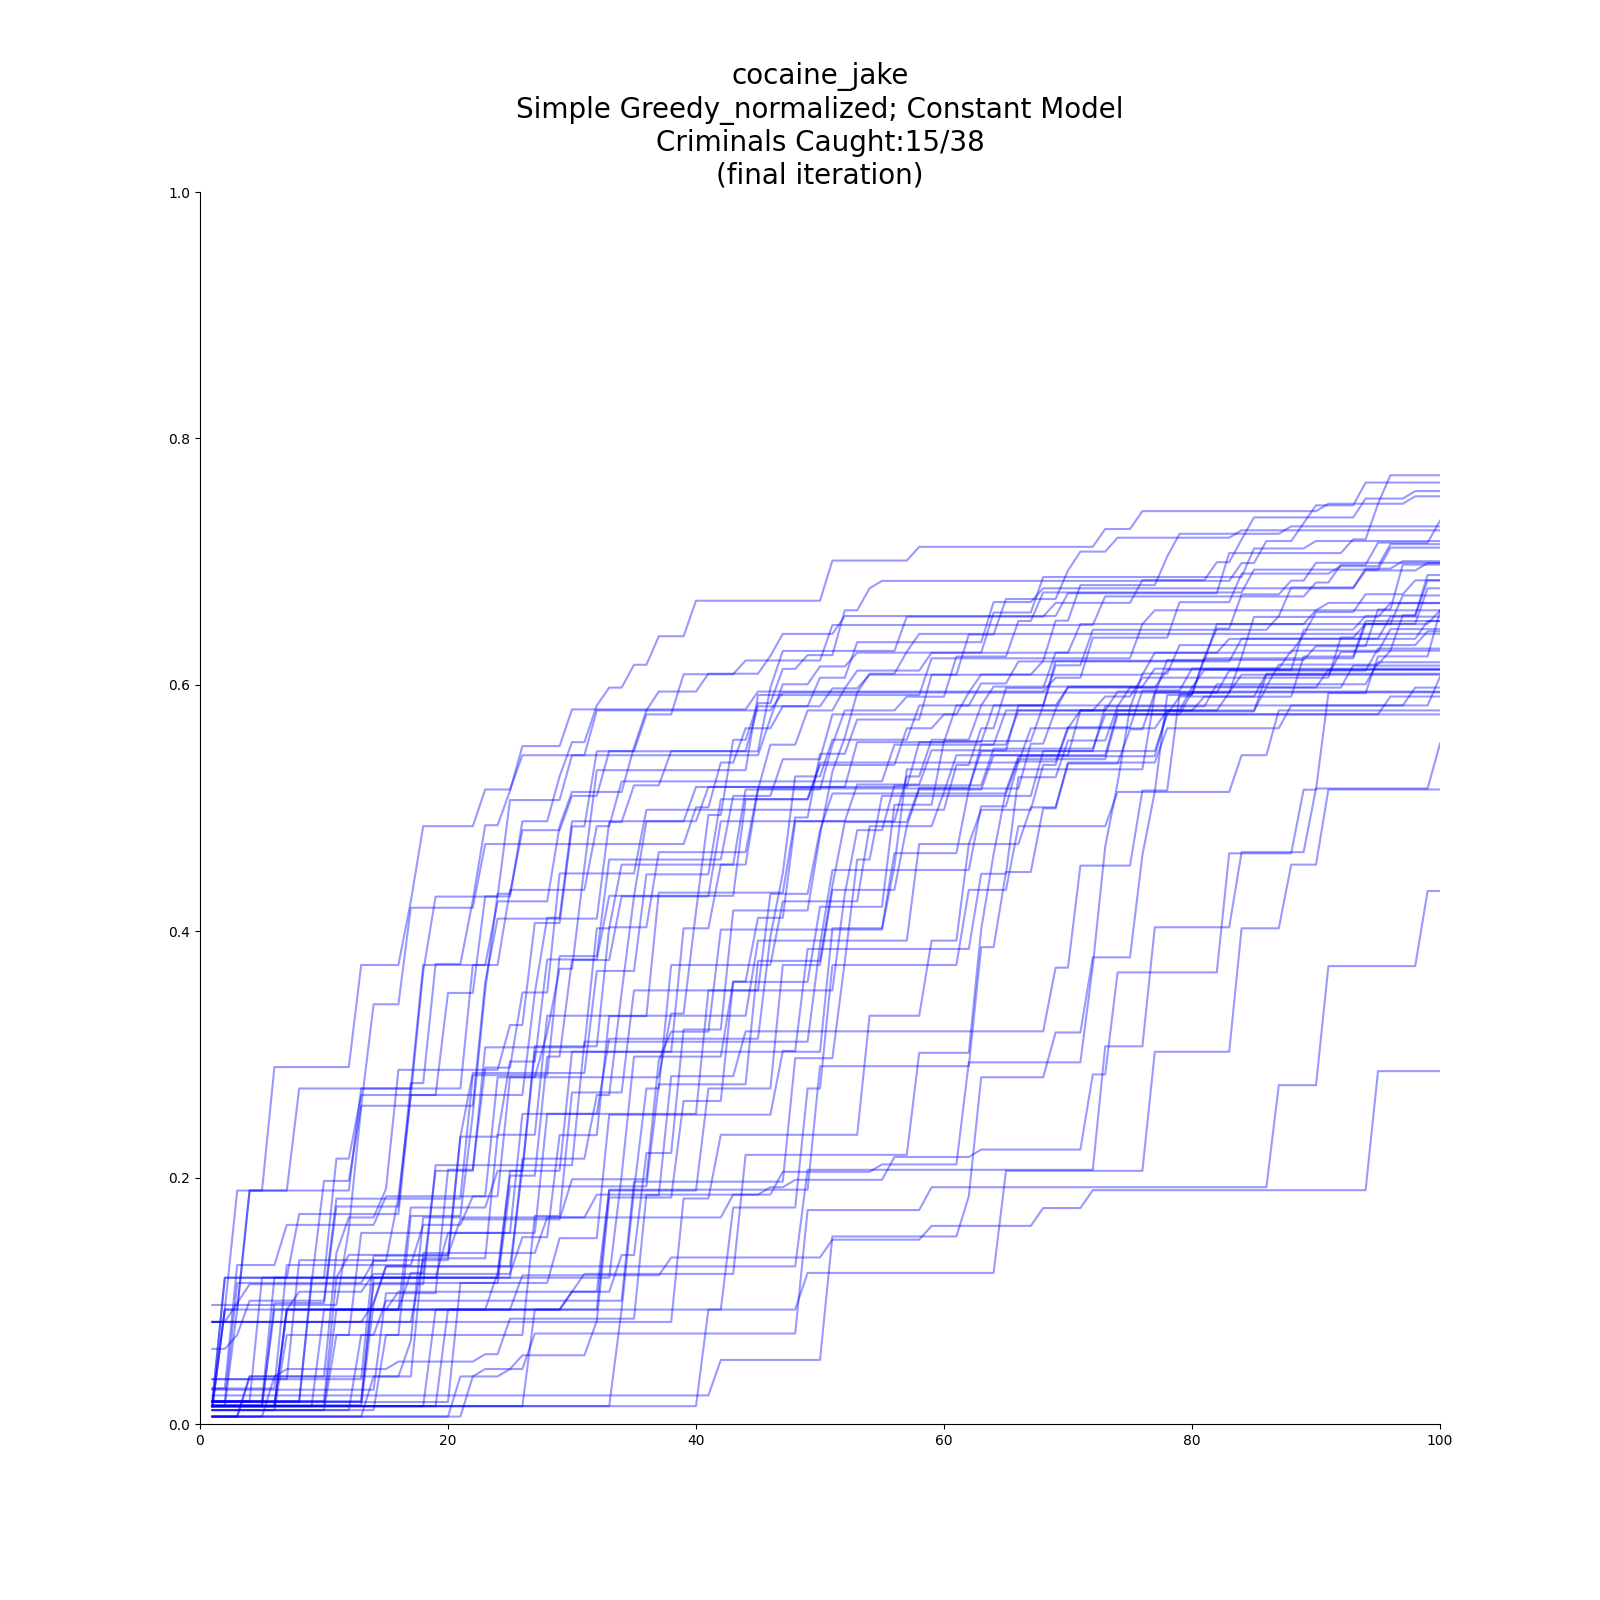 cocaine_jake
Simple Greedy_normalized; Constant Model
Criminals Caught:15/38
(final iteration)
1.0
0.8
0.6
0.4
0.2
0.0
0 20 40 60 80 100